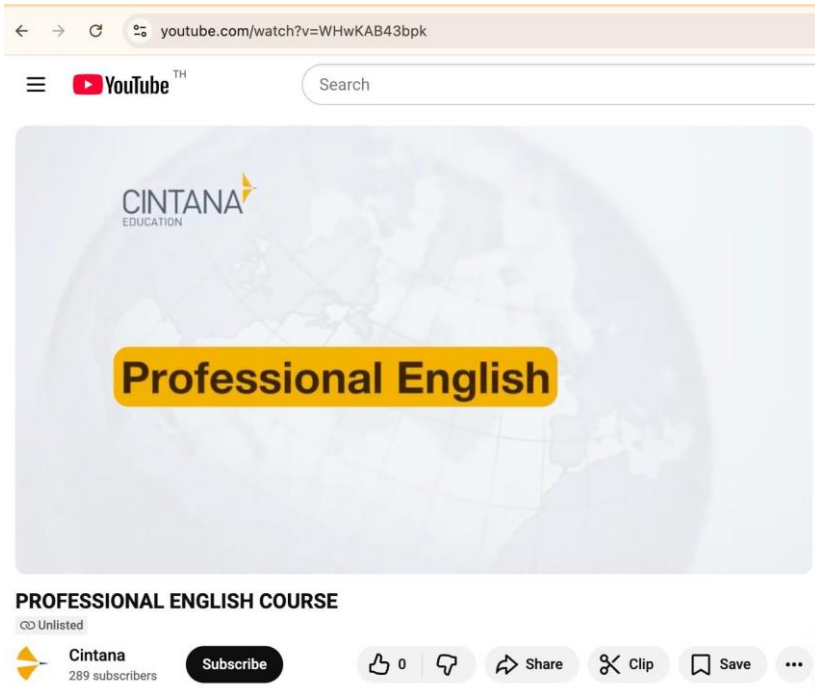 youtube.com/watch?v=WHwKAB43bpk
YouTube TH
Search
CINTANA
EDUCATION
Professional English
PROFESSIONAL ENGLISH COURSE
Unlisted
Cintana
289 subscribers
Subscribe
0
Share
Clip
Save